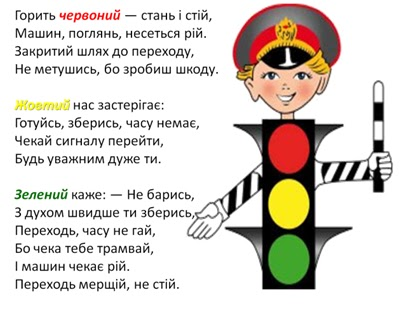 Горить червоний — стань і стій,
Машин, поглянь, несеться рій.
Закритий шлях до переходу,
Не метушись, бо зробиш шкоду.
Жовтий нас застерігає:
Готуйсь, зберись, часу немає,
Чекай сигналу перейти,
Будь уважним дуже ти.
Зелений каже: — Не барись,
З духом швидше ти зберись,
Переходь, часу не гай,
Бо чека тебе трамвай,
І машин чекає рій.
Переходь мерщій, не стій.